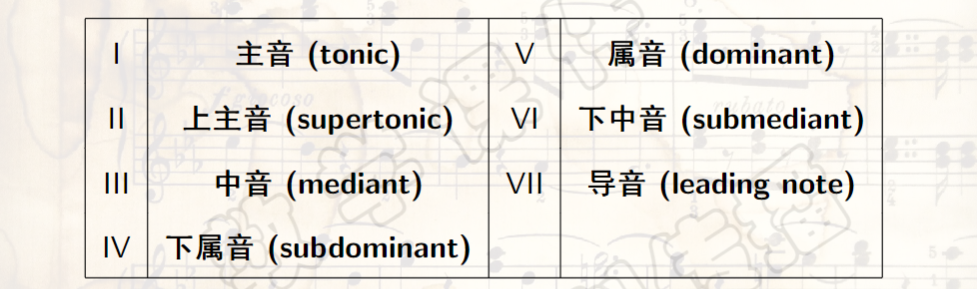 I 主音 (tonic) V 属音 (dominant)
II 上主音 (supertonic) VI 下中音 (submediant)
III 中音 (mediant) VII 导音 (leading note)
IV 下属音 (subdominant)